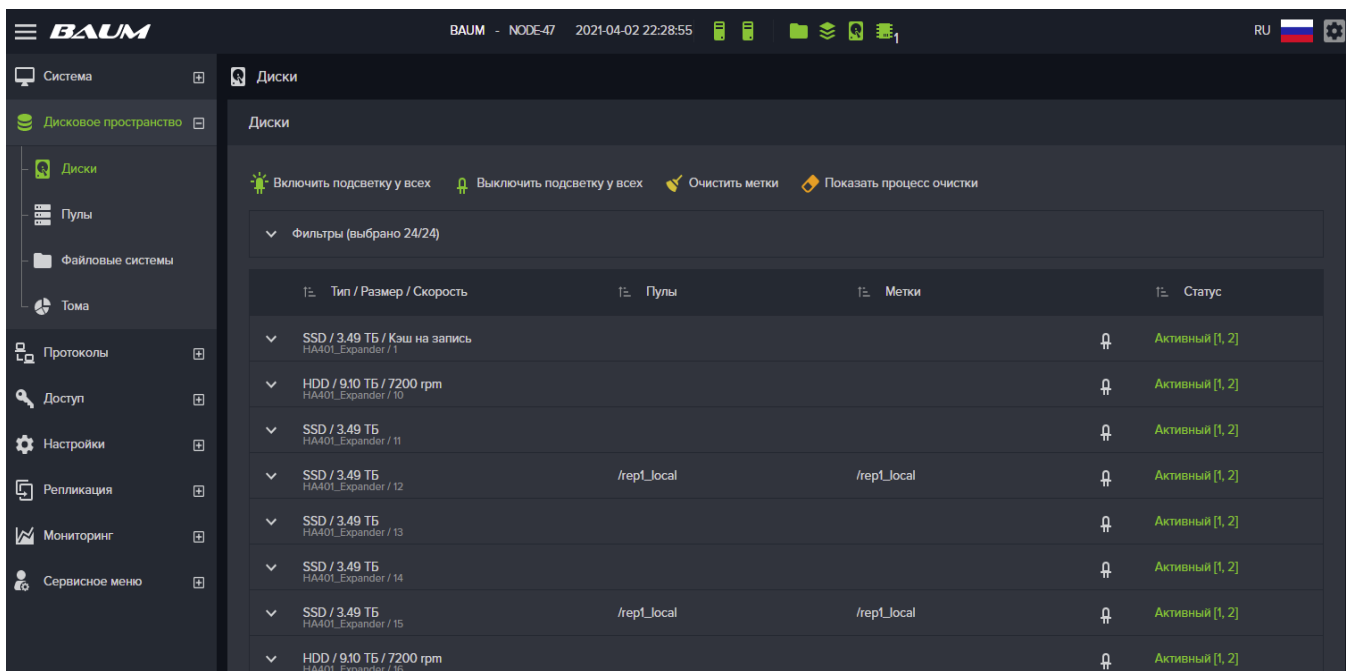 BAUM
BAUM - NODE-47 2021-04-02 22:28:55 1 RU
Система
Дисковое пространство
Диски
Пулы
Файловые системы
Тома
Протоколы
Доступ
Настройки
Репликация
Мониторинг
Сервисное меню
Диски
Диски
Включить подсветку у всех Выключить подсветку у всех Очистить метки Показать процесс очистки
Фильтры (выбрано 24/24)
Тип / Размер / Скорость Пулы Метки Статус
SSD / 3.49 ТБ / Кэш на запись Активный [1, 2]
HA401_Expander / 1
HDD / 9.10 ТБ / 7200 rpm Активный [1, 2]
HA401_Expander / 10
SSD / 3.49 ТБ Активный [1, 2]
HA401_Expander / 11
SSD / 3.49 ТБ /rep1_local /rep1_local Активный [1, 2]
HA401_Expander / 12
SSD / 3.49 ТБ Активный [1, 2]
HA401_Expander / 13
SSD / 3.49 ТБ Активный [1, 2]
HA401_Expander / 14
SSD / 3.49 ТБ /rep1_local /rep1_local Активный [1, 2]
HA401_Expander / 15
HDD / 9.10 ТБ / 7200 rpm Активный [1, 2]
HA401_Expander / 16